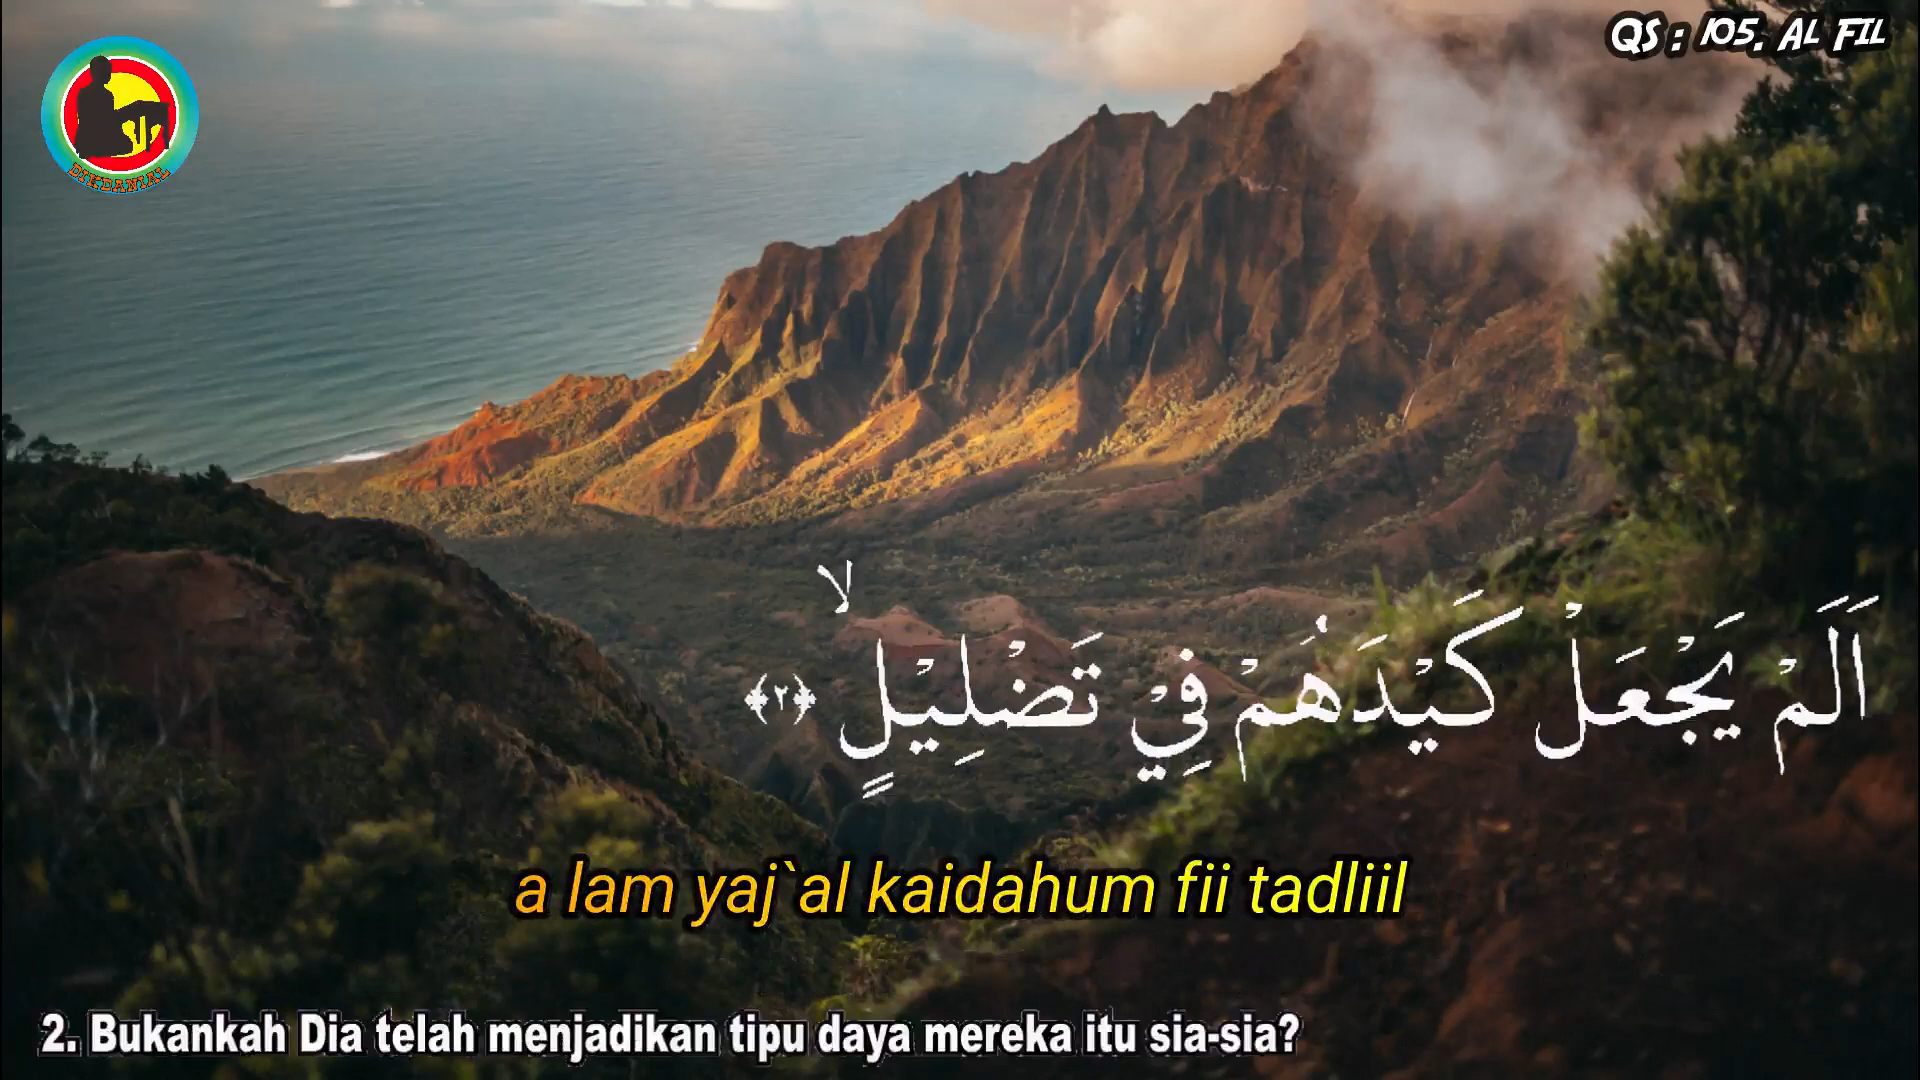 QS : 105. AL FIL
DIKDANIAL
اَلَمْ يَجْعَلْ كَيْدَهُمْ فِيْ تَضْلِيْلٍۙ ﴿٢﴾
a lam yaj`al kaidahum fii tadliil
2. Bukankah Dia telah menjadikan tipu daya mereka itu sia-sia?